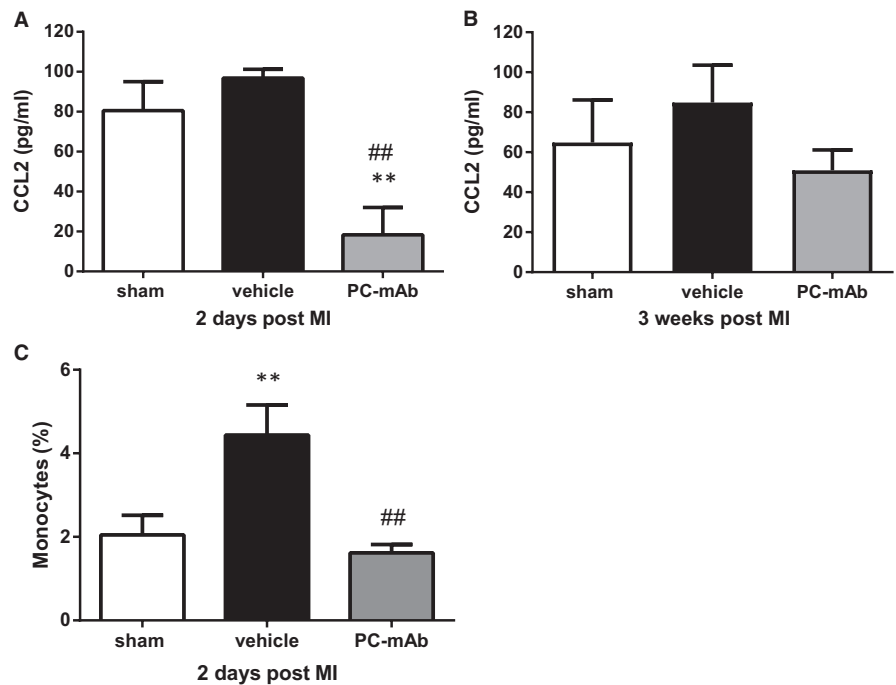 A
CCL2 (pg/ml)
120
100
80
60
40
20
0
##
**
sham vehicle PC-mAb
2 days post MI
B
CCL2 (pg/ml)
120
100
80
60
40
20
0
sham vehicle PC-mAb
3 weeks post MI
C
Monocytes (%)
6
4
2
0
**
##
sham vehicle PC-mAb
2 days post MI